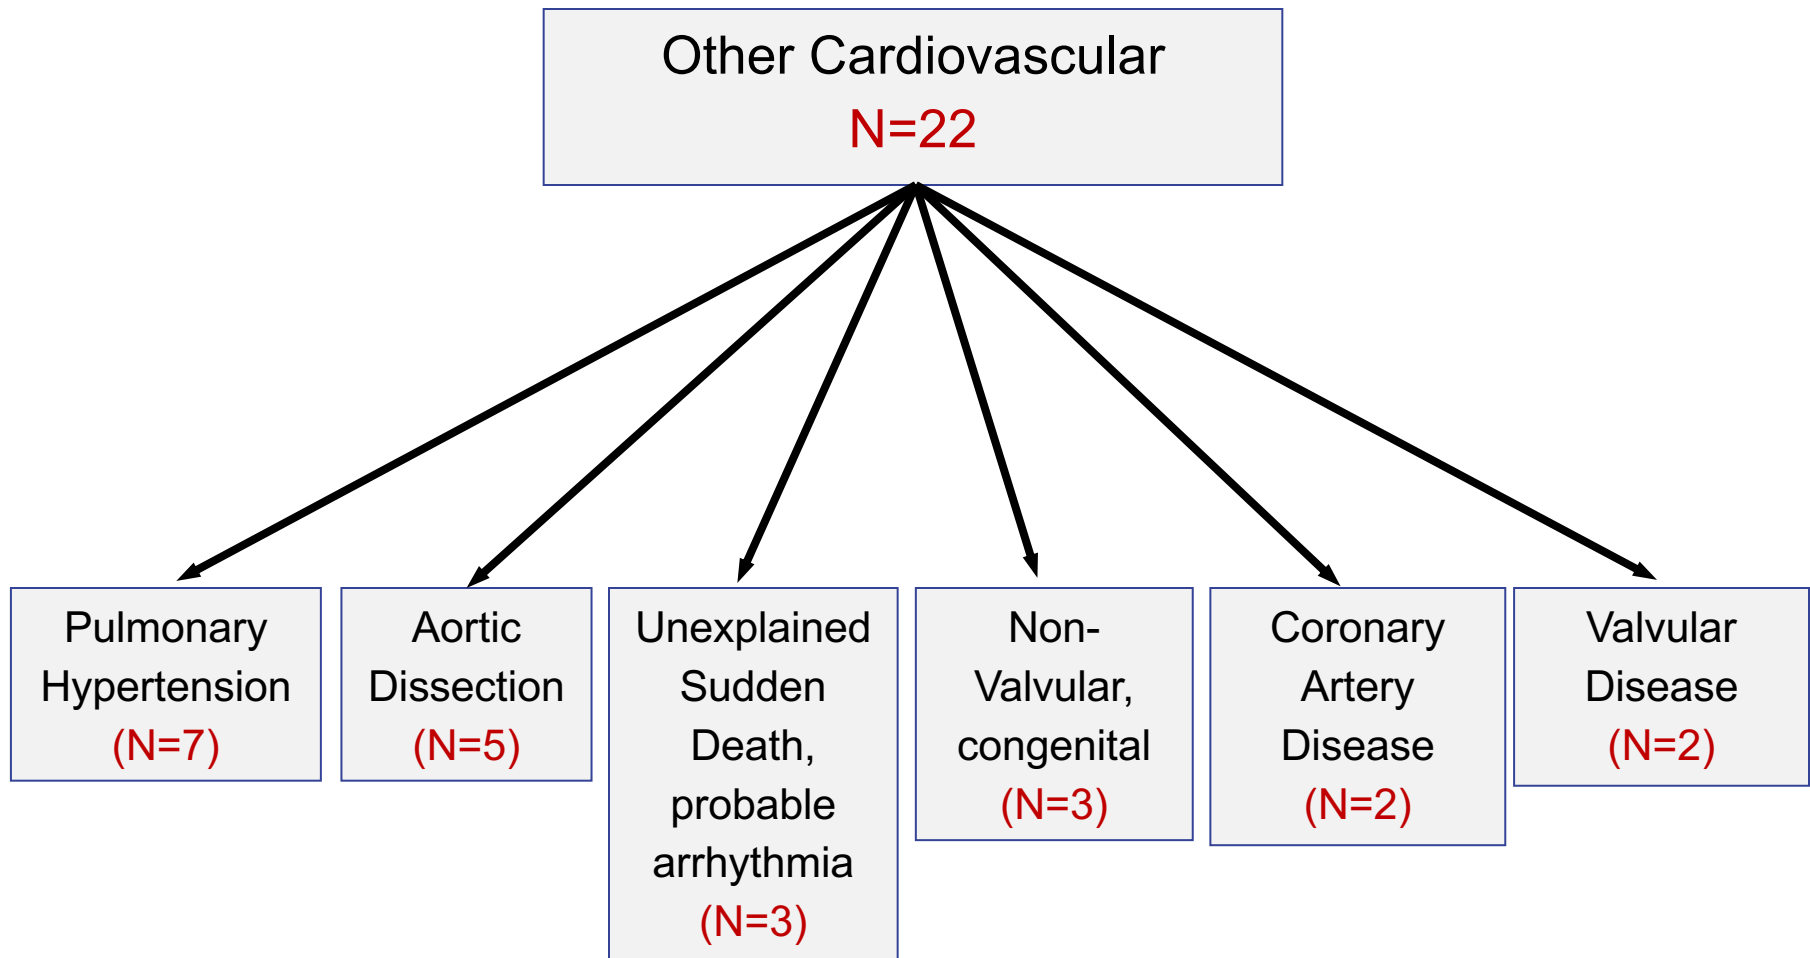 Other Cardiovascular
N=22
Pulmonary
Hypertension
(N=7)
Aortic
Dissection
(N=5)
Unexplained
Sudden
Death,
probable
arrhythmia
(N=3)
Non-
Valvular,
congenital
(N=3)
Coronary
Artery
Disease
(N=2)
Valvular
Disease
(N=2)